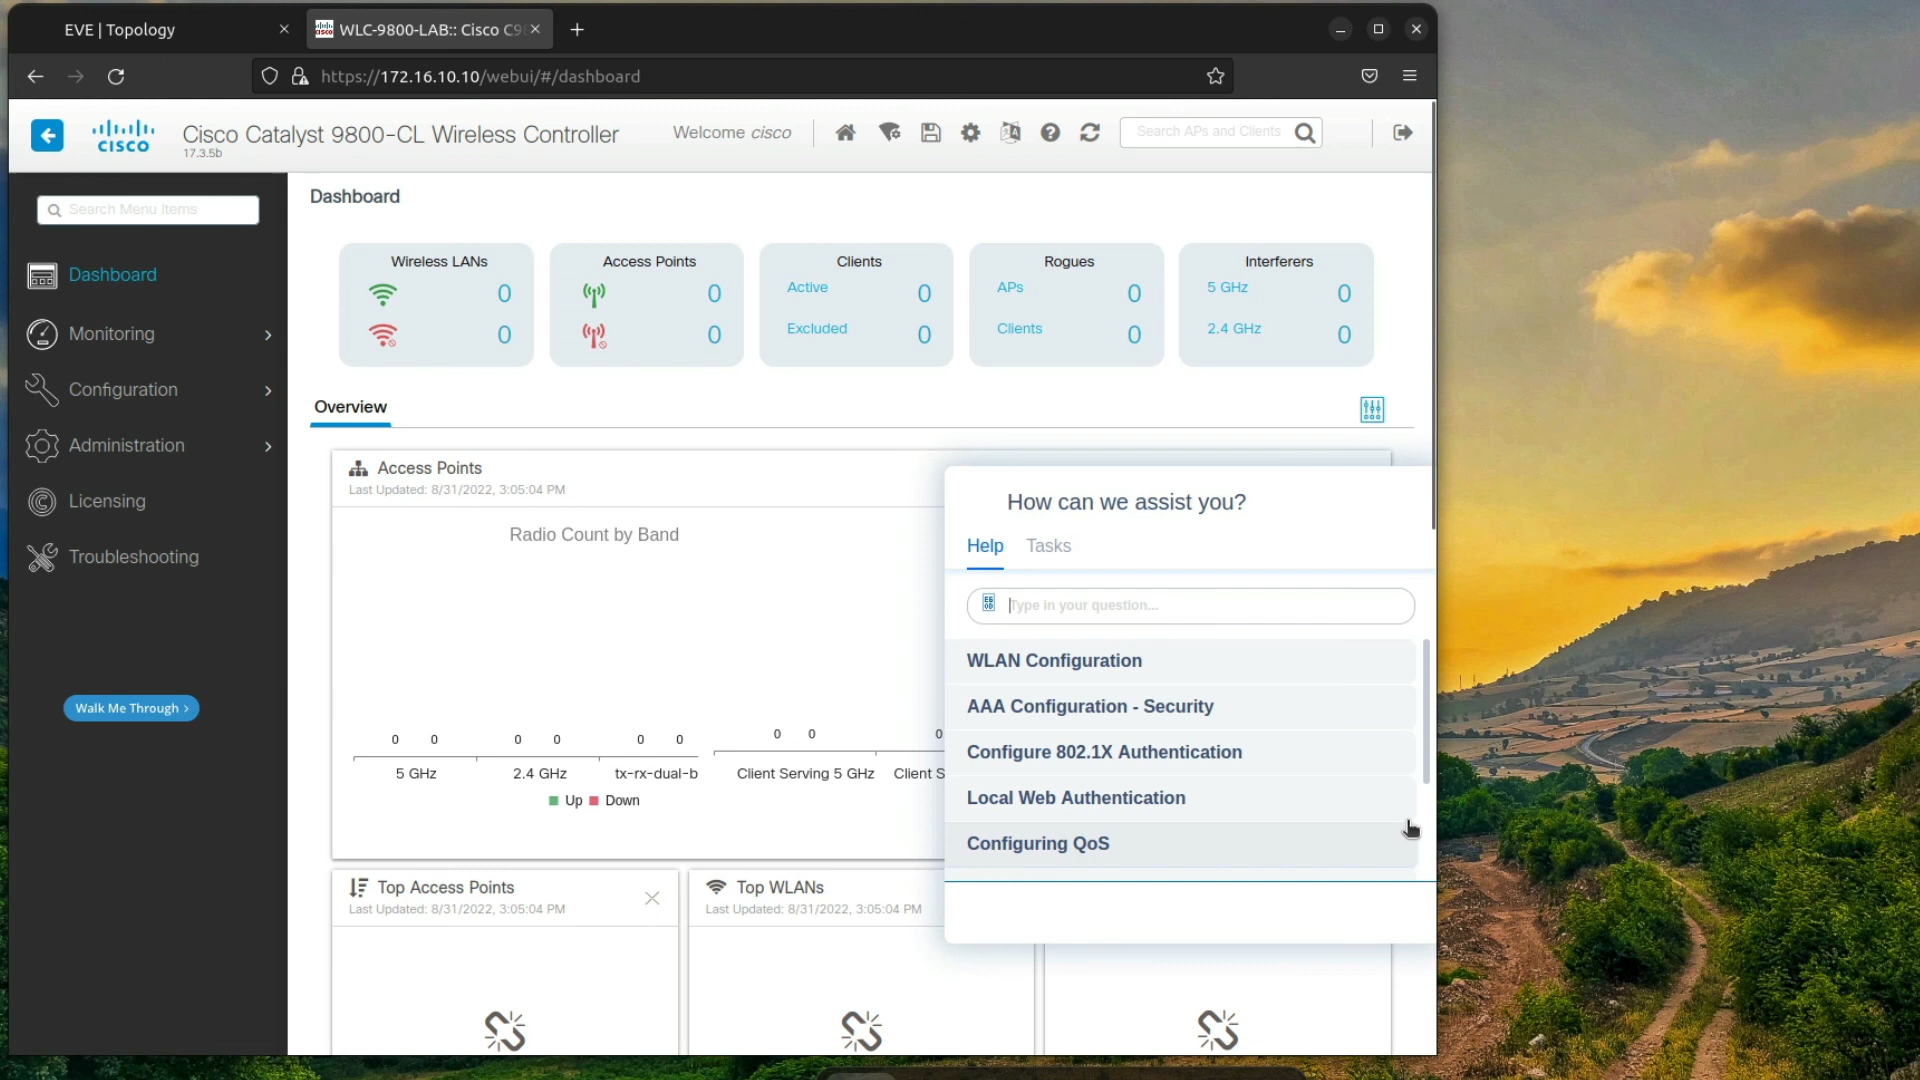 EVE | Topology
WLC-9800-LAB:: Cisco C9
https://172.16.10.10/webui/#/dashboard
cisco
Cisco Catalyst 9800-CL Wireless Controller
17.3.5b
Welcome cisco
Search APs and Clients
Search Menu Items
Dashboard
Monitoring
Configuration
Administration
Licensing
Troubleshooting
Walk Me Through >
Dashboard
Wireless LANs
0
0
Access Points
0
0
Clients
Active 0
Excluded 0
Rogues
APs 0
Clients 0
Interferers
5 GHz 0
2.4 GHz 0
Overview
Access Points
Last Updated: 8/31/2022, 3:05:04 PM
Radio Count by Band
0 0 0 0 0 0
5 GHz 2.4 GHz tx-rx-dual-b
Up Down
0 0 0
Client Serving 5 GHz Client S
How can we assist you?
Help Tasks
Type in your question...
WLAN Configuration
AAA Configuration - Security
Configure 802.1X Authentication
Local Web Authentication
Configuring QoS
Top Access Points
Last Updated: 8/31/2022, 3:05:04 PM
Top WLANs
Last Updated: 8/31/2022, 3:05:04 PM